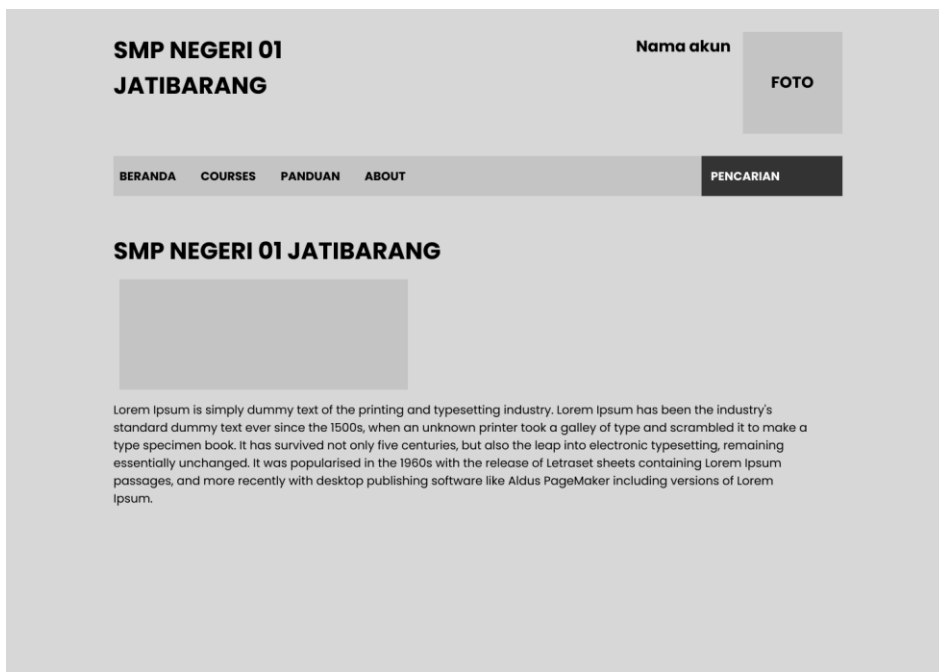 SMP NEGERI 01
JATIBARANG
Nama akun
FOTO
BERANDA COURSES PANDUAN ABOUT PENCARIAN
SMP NEGERI 01 JATIBARANG
Lorem Ipsum is simply dummy text of the printing and typesetting industry. Lorem Ipsum has been the industry's
standard dummy text ever since the 1500s, when an unknown printer took a galley of type and scrambled it to make a
type specimen book. It has survived not only five centuries, but also the leap into electronic typesetting, remaining
essentially unchanged. It was popularised in the 1960s with the release of Letraset sheets containing Lorem Ipsum
passages, and more recently with desktop publishing software like Aldus PageMaker including versions of Lorem
Ipsum.